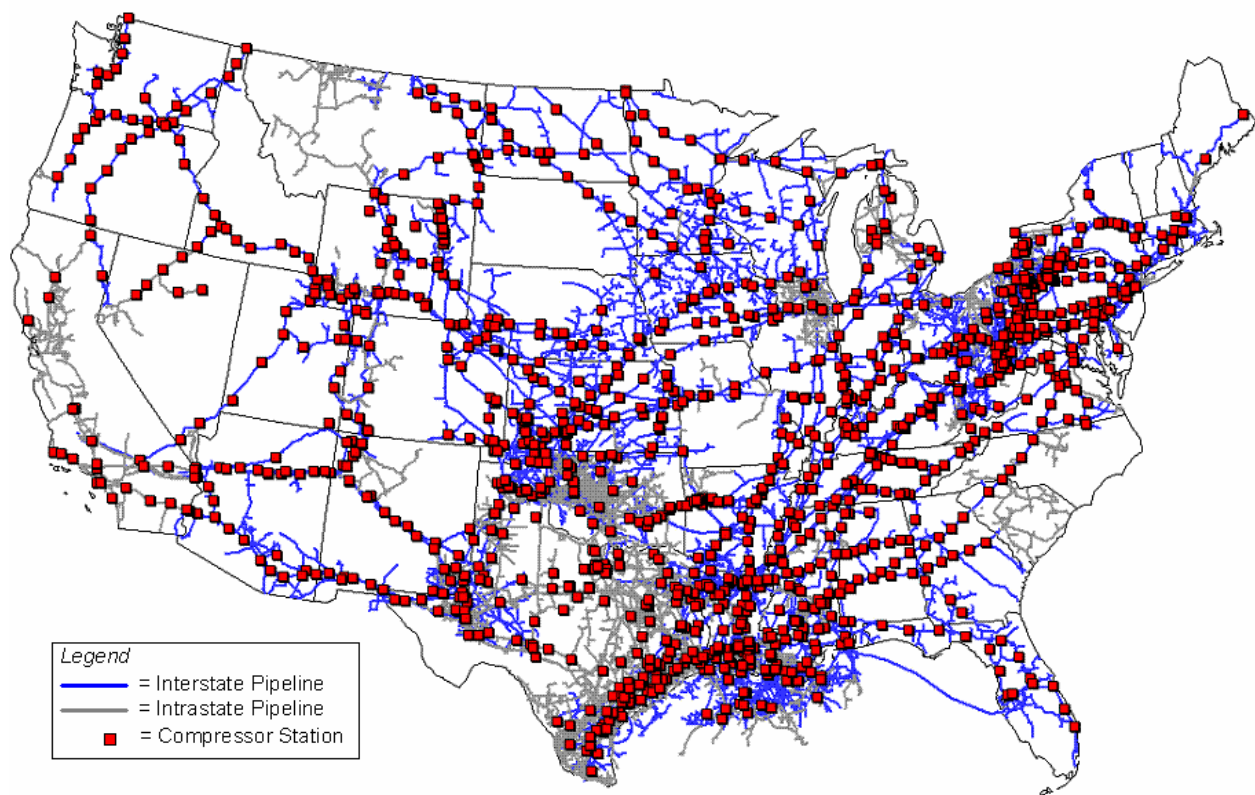 Legend
= Interstate Pipeline
= Intrastate Pipeline
= Compressor Station